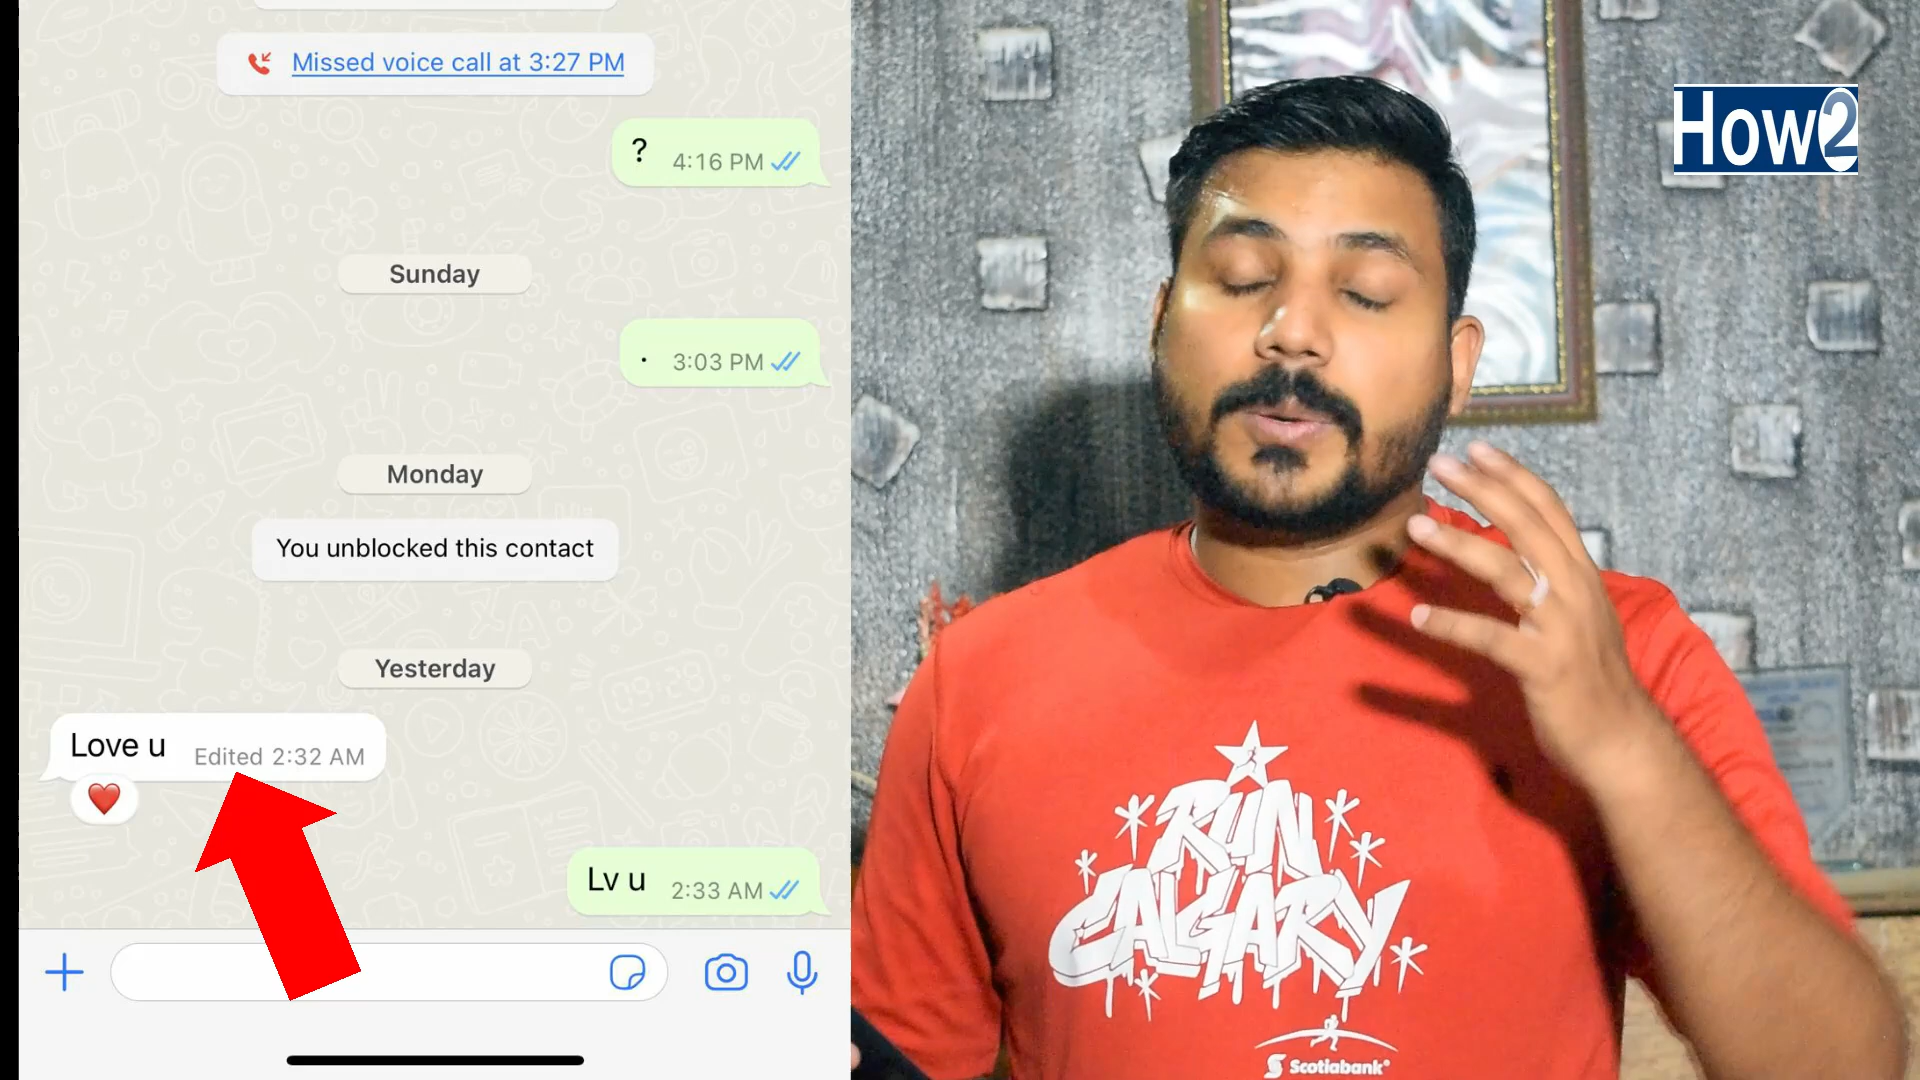 Missed voice call at 3:27 PM
? 4:16 PM
Sunday
. 3:03 PM
Monday
You unblocked this contact
Yesterday
Love u Edited 2:32 AM
Lv u 2:33 AM
How2
RUN
CALGARY
Scotiabank®